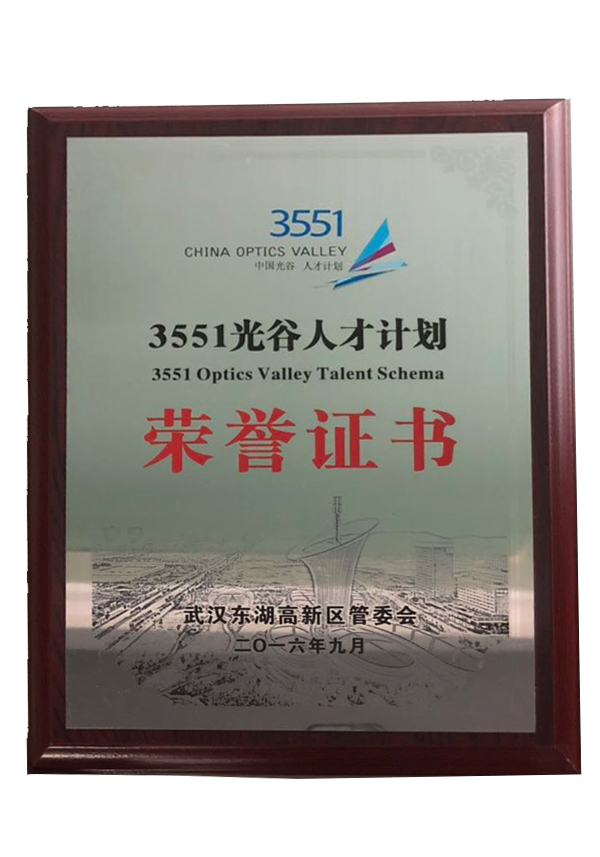 3551
CHINA OPTICS VALLEY
中国光谷 人才计划
3551光谷人才计划
3551 Optics Valley Talent Schema
荣誉证书
武汉东湖高新区管委会
二〇一六年九月